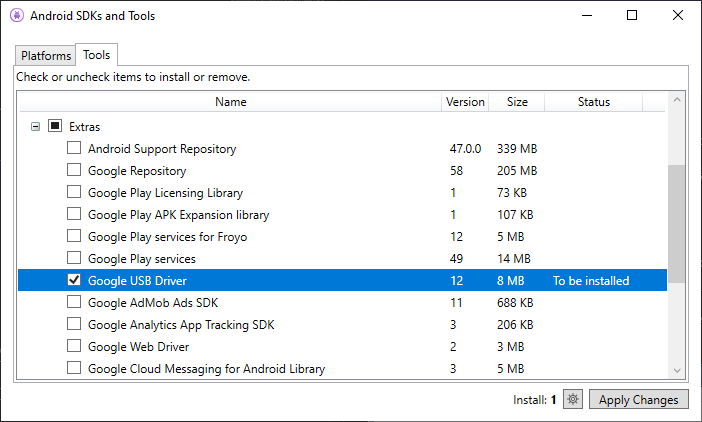 Android SDKs and Tools
Platforms Tools
Check or uncheck items to install or remove.
Name Version Size Status
Extras
Android Support Repository 47.0.0 339 MB
Google Repository 58 205 MB
Google Play Licensing Library 1 73 KB
Google Play APK Expansion library 1 107 KB
Google Play services for Froyo 12 5 MB
Google Play services 49 14 MB
Google USB Driver 12 8 MB To be installed
Google AdMob Ads SDK 11 688 KB
Google Analytics App Tracking SDK 3 206 KB
Google Web Driver 2 3 MB
Google Cloud Messaging for Android Library 3 5 MB
Install: 1 Apply Changes